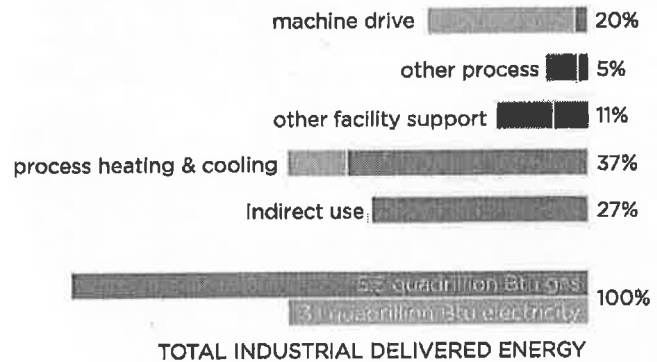 machine drive 20%
other process 5%
other facility support 11%
process heating & cooling 37%
indirect use 27%
quadrillion Btu gas
100%
quadrillion Btu electricity
TOTAL INDUSTRIAL DELIVERED ENERGY